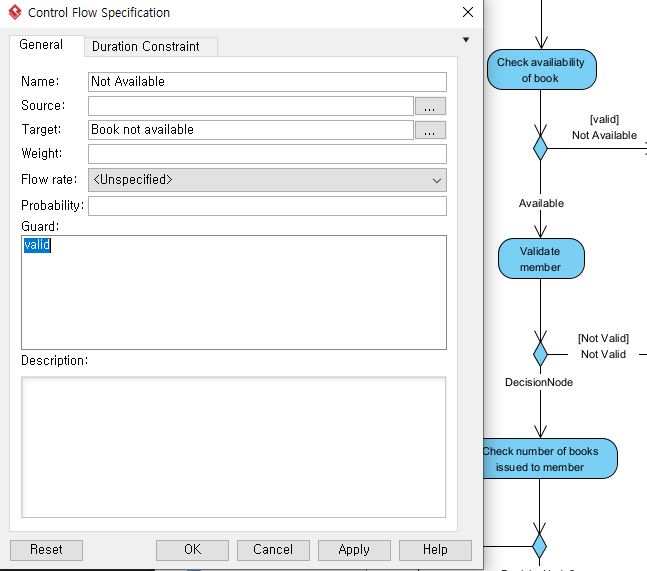 Control Flow Specification
General
Duration Constraint
Name:
Not Available
Source:
...
Target:
Book not available
...
Weight:
Flow rate:
<Unspecified>
Probability:
Guard:
valid
Description:
Reset
OK
Cancel
Apply
Help
Check availiability
of book
[valid]
Not Available
Available
Validate
member
[Not Valid]
Not Valid
DecisionNode
Check number of books
issued to member